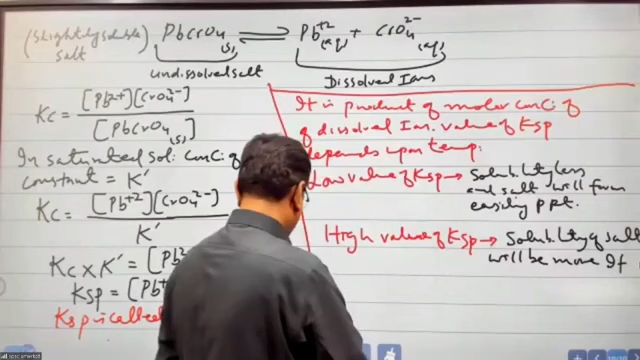 (slightly soluble salt) PbCrO4(s) ⇌ Pb+2(aq) + CrO4 2-(aq)
undissolved salt Dissolved Ions
Kc = [Pb2+][CrO4 2-] / [PbCrO4(s)]
In saturated sol: conc: of
constant = K'
Kc = [Pb2+][CrO4 2-] / K'
Kc x K' = [Pb2
Ksp = [Pb+
Ksp is called
It is product of molar conc: of
of dissolved Ion. value of Ksp
depends upon temp:
Low value of Ksp → Solubility less
and salt will form
easily ppt.
High value of Ksp → Solubility of salt
will be more If